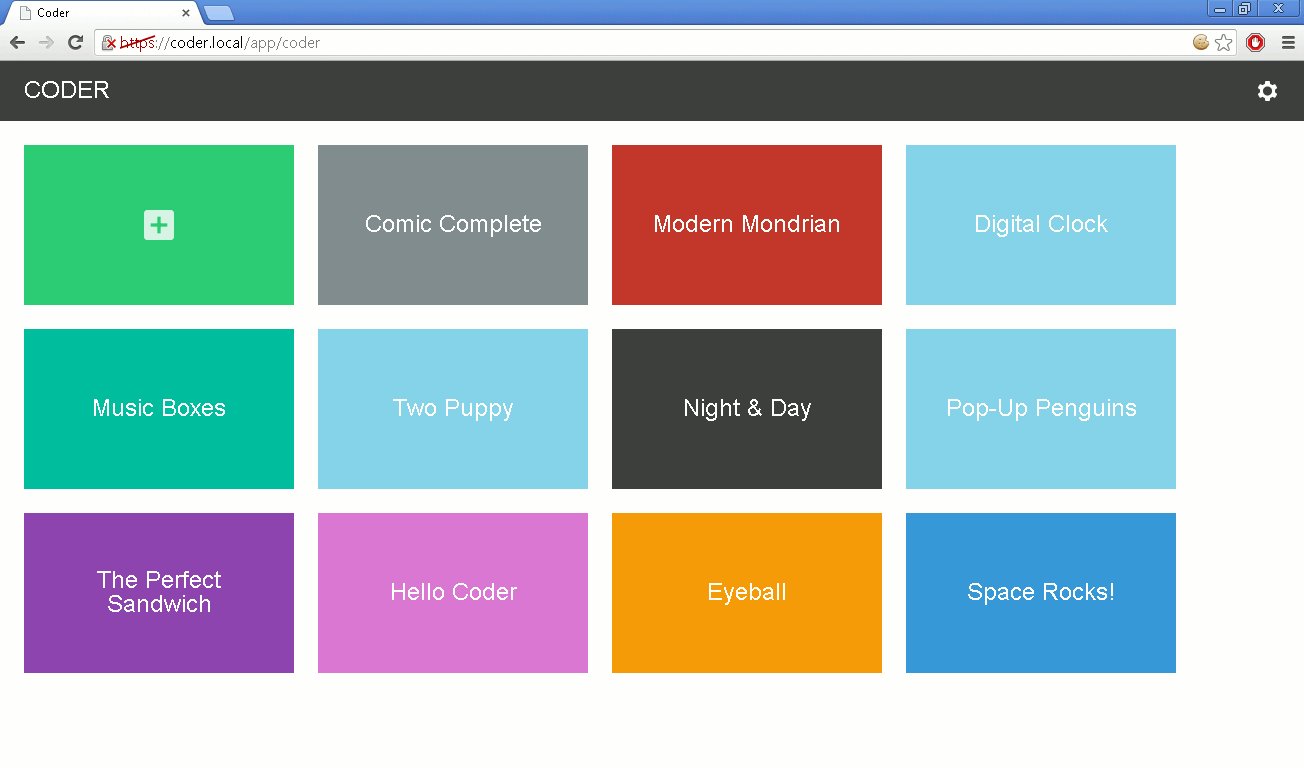 Coder
https://coder.local/app/coder
CODER
Comic Complete
Modern Mondrian
Digital Clock
Music Boxes
Two Puppy
Night & Day
Pop-Up Penguins
The Perfect
Sandwich
Hello Coder
Eyeball
Space Rocks!